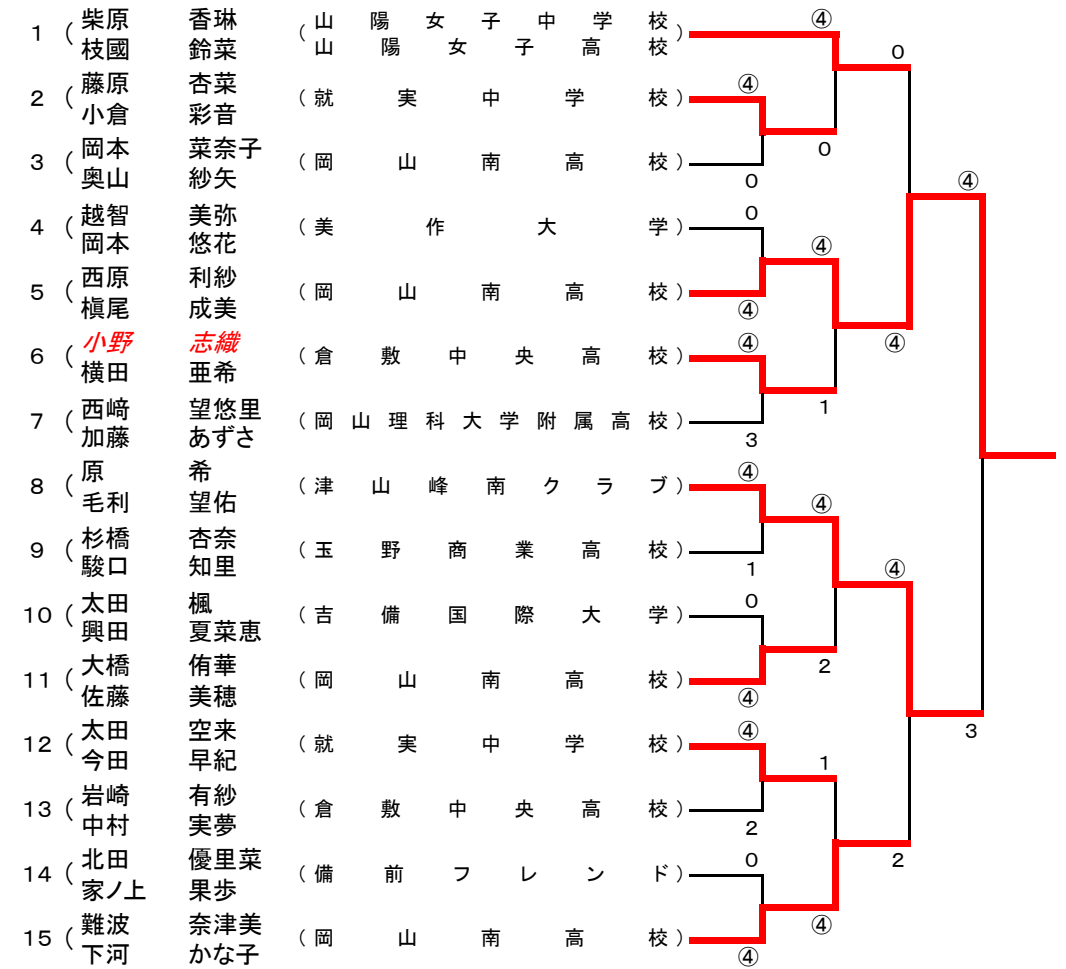 柴原 香琳 山陽女子中学校 ④
1 ( ( )
枝國 鈴菜 山陽女子高校
0
藤原 杏菜 ④
2 ( (就実中学校)
小倉 彩音
0
岡本 菜奈子
3 ( (岡山南高校)
奥山 紗矢
0
④
越智 美弥 0
4 ( (美作大学)
岡本 悠花
④
西原 利紗
5 ( (岡山南高校)
槇尾 成美 ④
小野 志織 ④ ④
6 ( (倉敷中央高校)
横田 亜希
1
西﨑 望悠里
7 ( (岡山理科大学附属高校)
加藤 あずさ 3
原 希 ④
8 ( (津山峰南クラブ)
毛利 望佑 ④
杉橋 杏奈
9 ( (玉野商業高校)
駿口 知里 1 ④
太田 楓 0
10 ( (吉備国際大学)
興田 夏菜恵
大橋 侑華 2
11 ( (岡山南高校)
佐藤 美穂 ④
太田 空来 ④ 3
12 ( (就実中学校)
今田 早紀 1
岩崎 有紗
13 ( (倉敷中央高校)
中村 実夢 2
北田 優里菜 0 2
14 ( (備前フレンド)
家ノ上 果歩
難波 奈津美 ④
15 ( (岡山南高校)
下河 かな子 ④